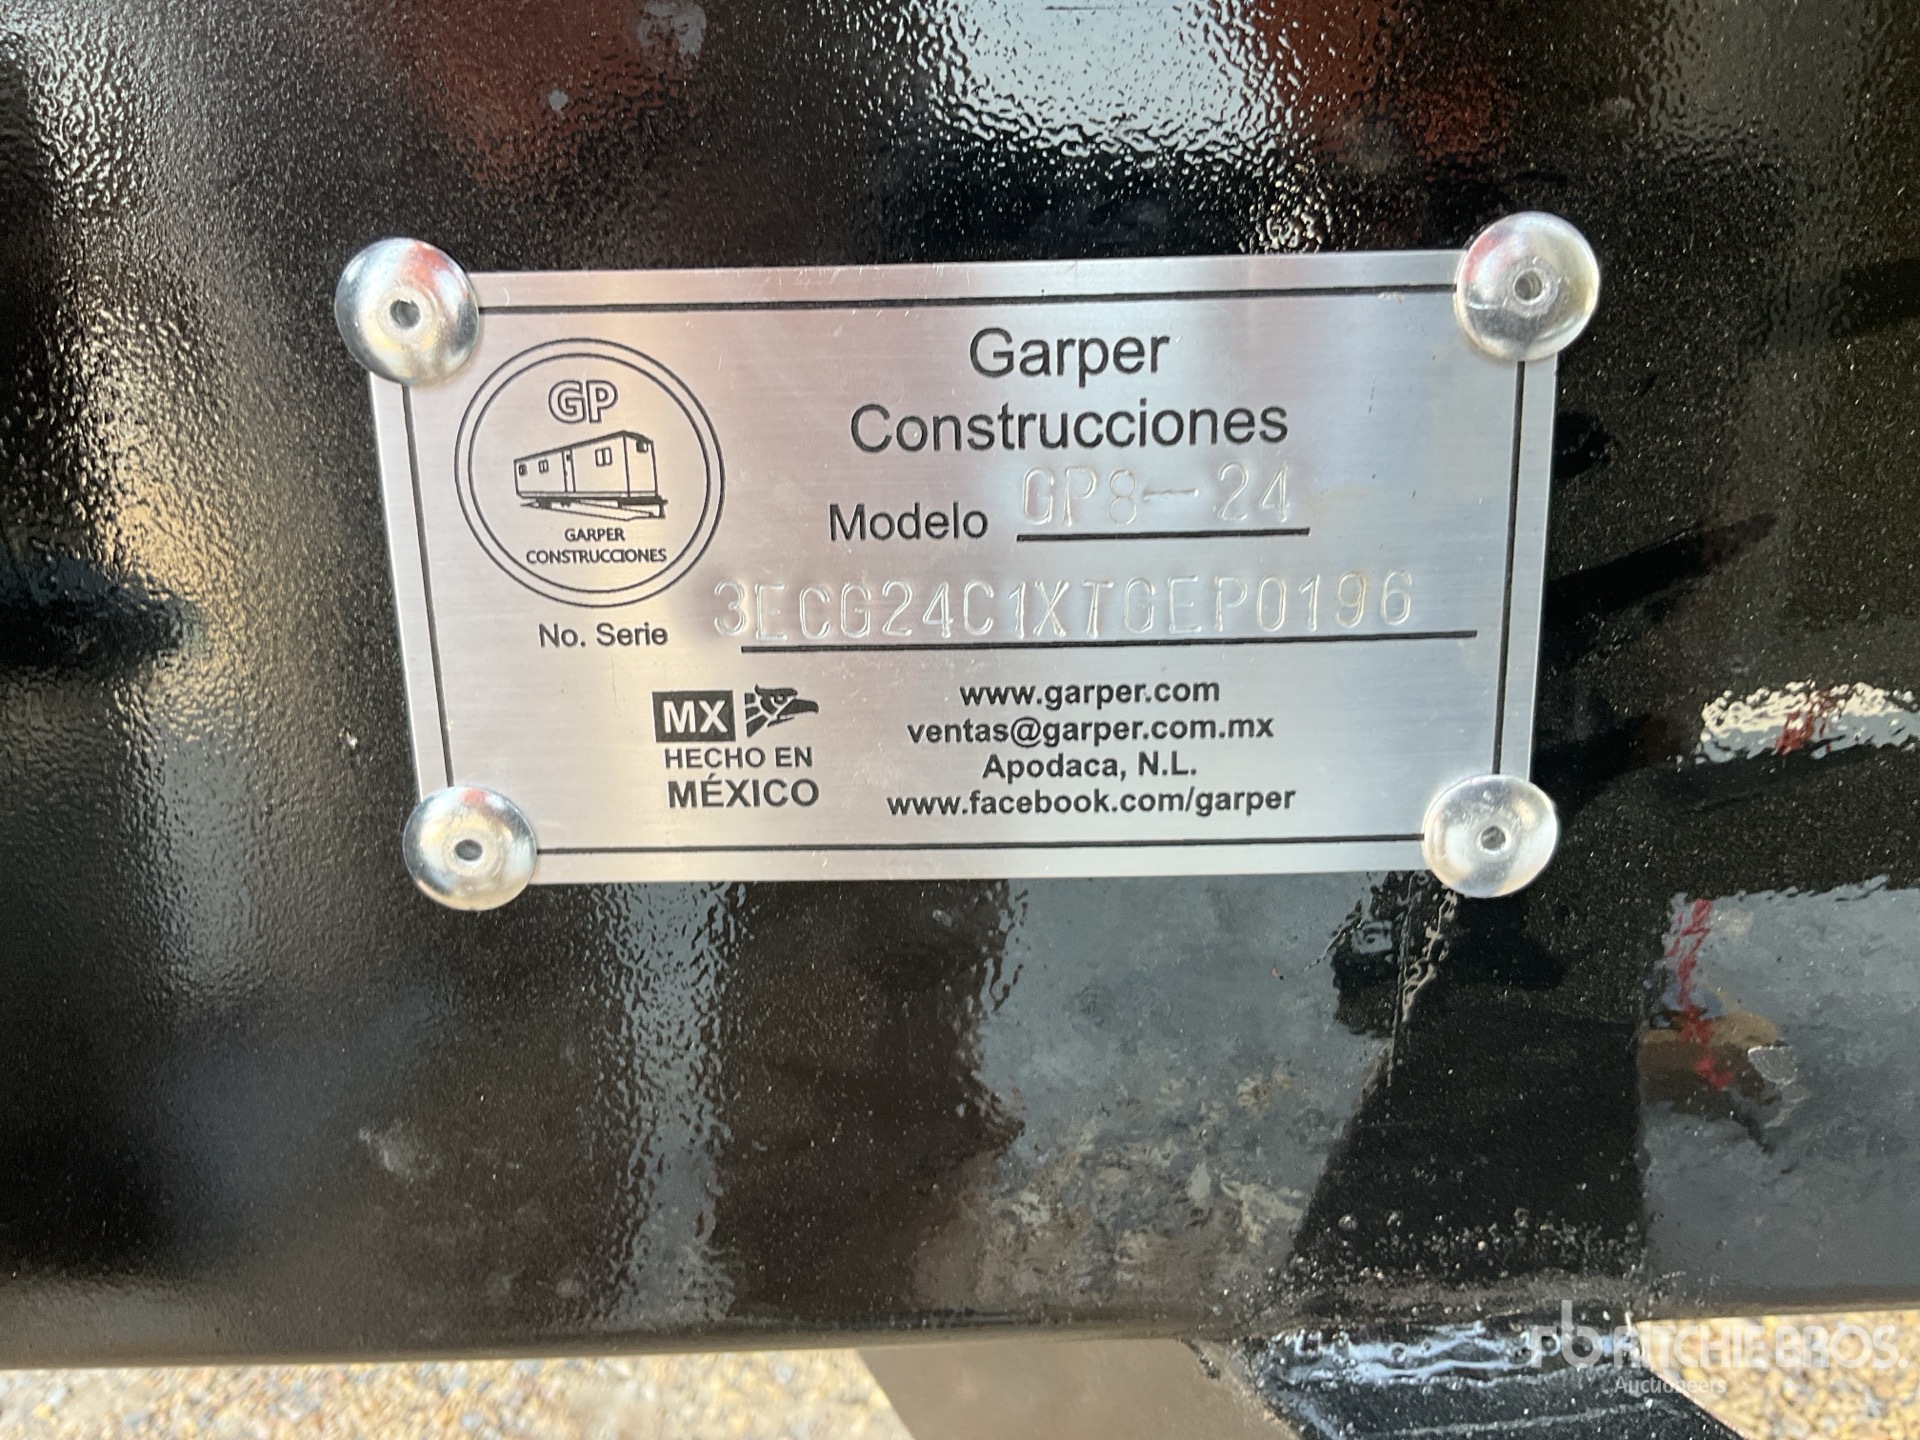 GP
GARPER
CONSTRUCCIONES
Garper
Construcciones
Modelo GP8-24
No. Serie 3ECG24C1XTGEP0196
MX
HECHO EN
MÉXICO
www.garper.com
ventas@garper.com.mx
Apodaca, N.L.
www.facebook.com/garper
rb RITCHIE BROS.
Auctioneers